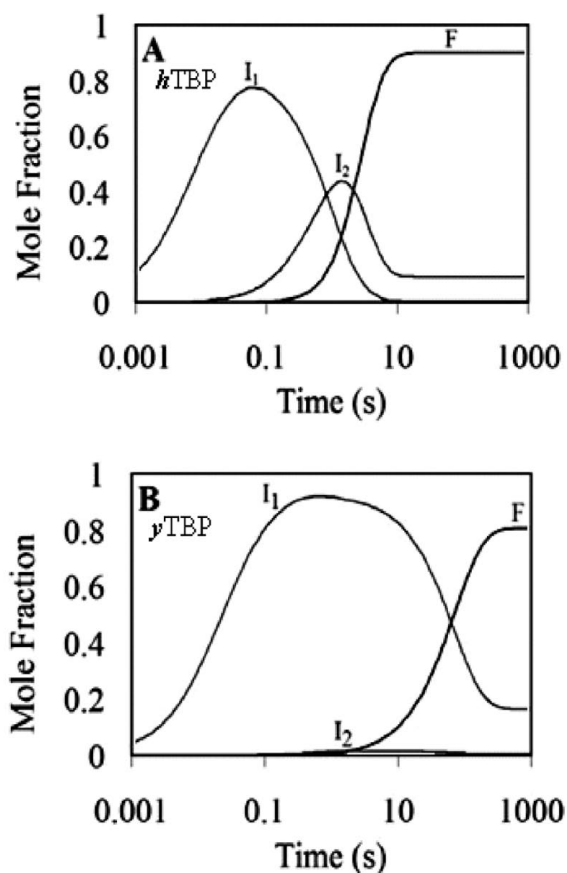 A
hTBP
I₁
I₂
F
1
0.8
0.6
0.4
0.2
0
Mole Fraction
0.001 0.1 10 1000
Time (s)
B
yTBP
I₁
I₂
F
1
0.8
0.6
0.4
0.2
0
Mole Fraction
0.001 0.1 10 1000
Time (s)